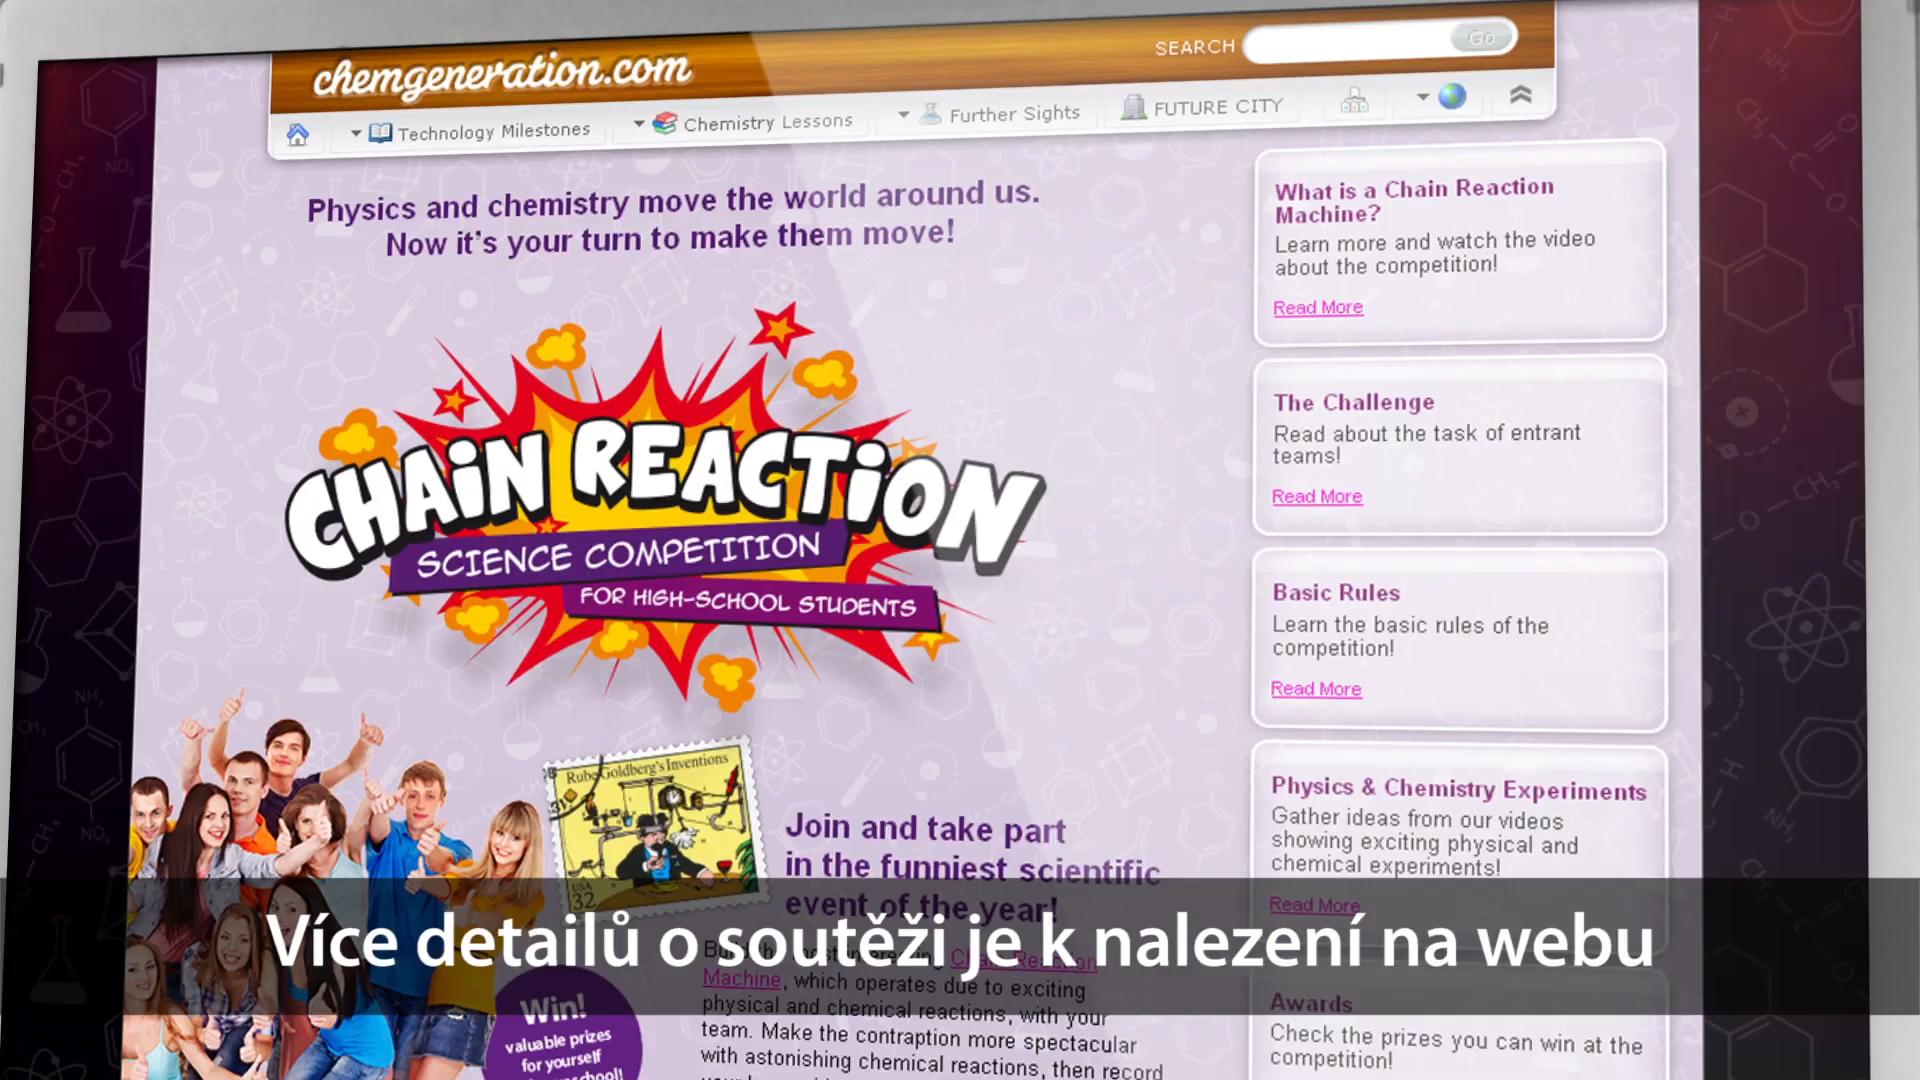 chemgeneration.com
SEARCH
Go
Technology Milestones
Chemistry Lessons
Further Sights
FUTURE CITY
Physics and chemistry move the world around us.
Now it's your turn to make them move!
CHAiN REACTiON
SCIENCE COMPETITION
FOR HIGH-SCHOOL STUDENTS
Rube Goldberg's Inventions
USA
32
Join and take part
in the funniest scientific
event of the year!
Chain Reaction
Machine, which operates due to exciting
physical and chemical reactions, with your
team. Make the contraption more spectacular
with astonishing chemical reactions, then record
Win!
valuable prizes
for yourself
What is a Chain Reaction
Machine?
Learn more and watch the video
about the competition!
Read More
The Challenge
Read about the task of entrant
teams!
Read More
Basic Rules
Learn the basic rules of the
competition!
Read More
Physics & Chemistry Experiments
Gather ideas from our videos
showing exciting physical and
chemical experiments!
Read More
Awards
Check the prizes you can win at the
competition!
Více detailů o soutěži je k nalezení na webu